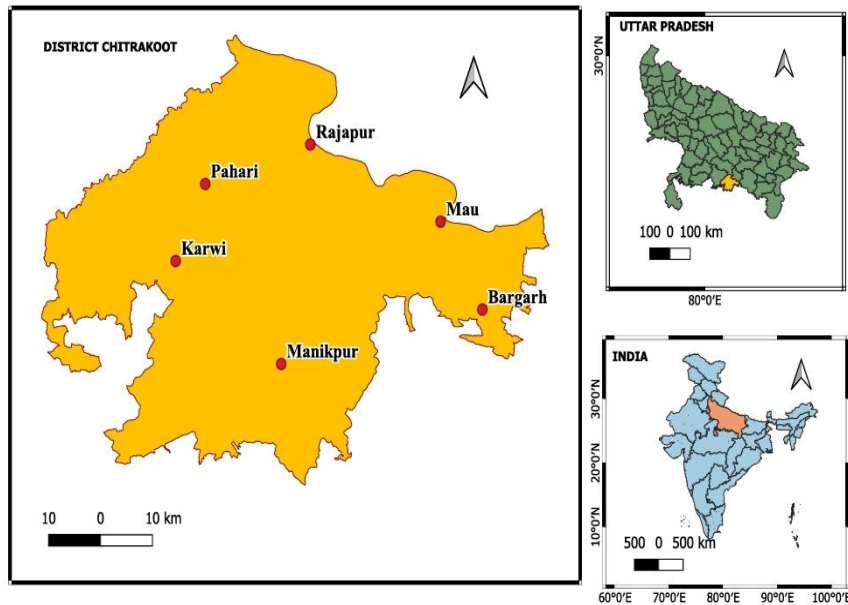 DISTRICT CHITRAKOOT
Rajapur
Pahari
Mau
Karwi
Bargarh
Manikpur
10 0 10 km
UTTAR PRADESH
30°0'N
100 0 100 km
80°0'E
INDIA
30°0'N
20°0'N
10°0'N
500 0 500 km
60°0'E 70°0'E 80°0'E 90°0'E 100°0'E